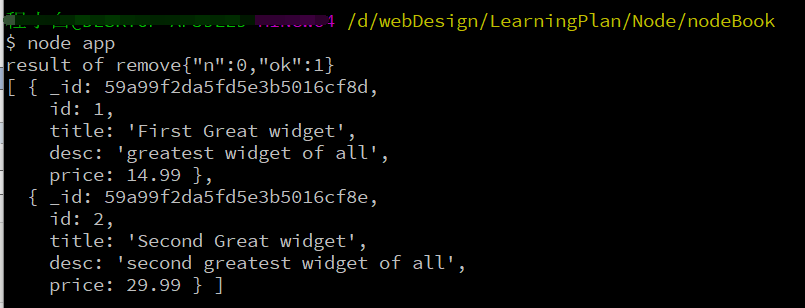 /d/webDesign/LearningPlan/Node/nodeBook
$ node app
result of remove{"n":0,"ok":1}
[ { _id: 59a99f2da5fd5e3b5016cf8d,
    id: 1,
    title: 'First Great widget',
    desc: 'greatest widget of all',
    price: 14.99 },
  { _id: 59a99f2da5fd5e3b5016cf8e,
    id: 2,
    title: 'Second Great widget',
    desc: 'second greatest widget of all',
    price: 29.99 } ]